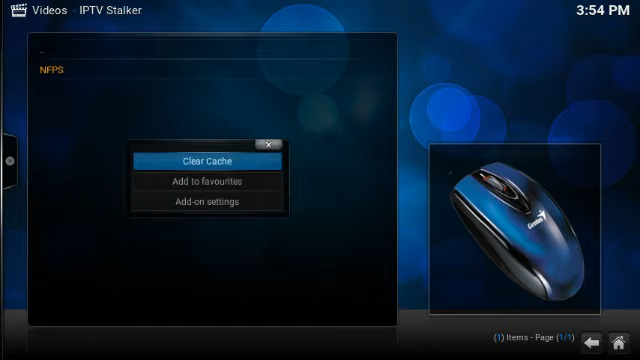 Videos · IPTV Stalker
3:54 PM
..
NFPS
Clear Cache
Add to favourites
Add-on settings
Genius
(1) Items - Page (1/1)